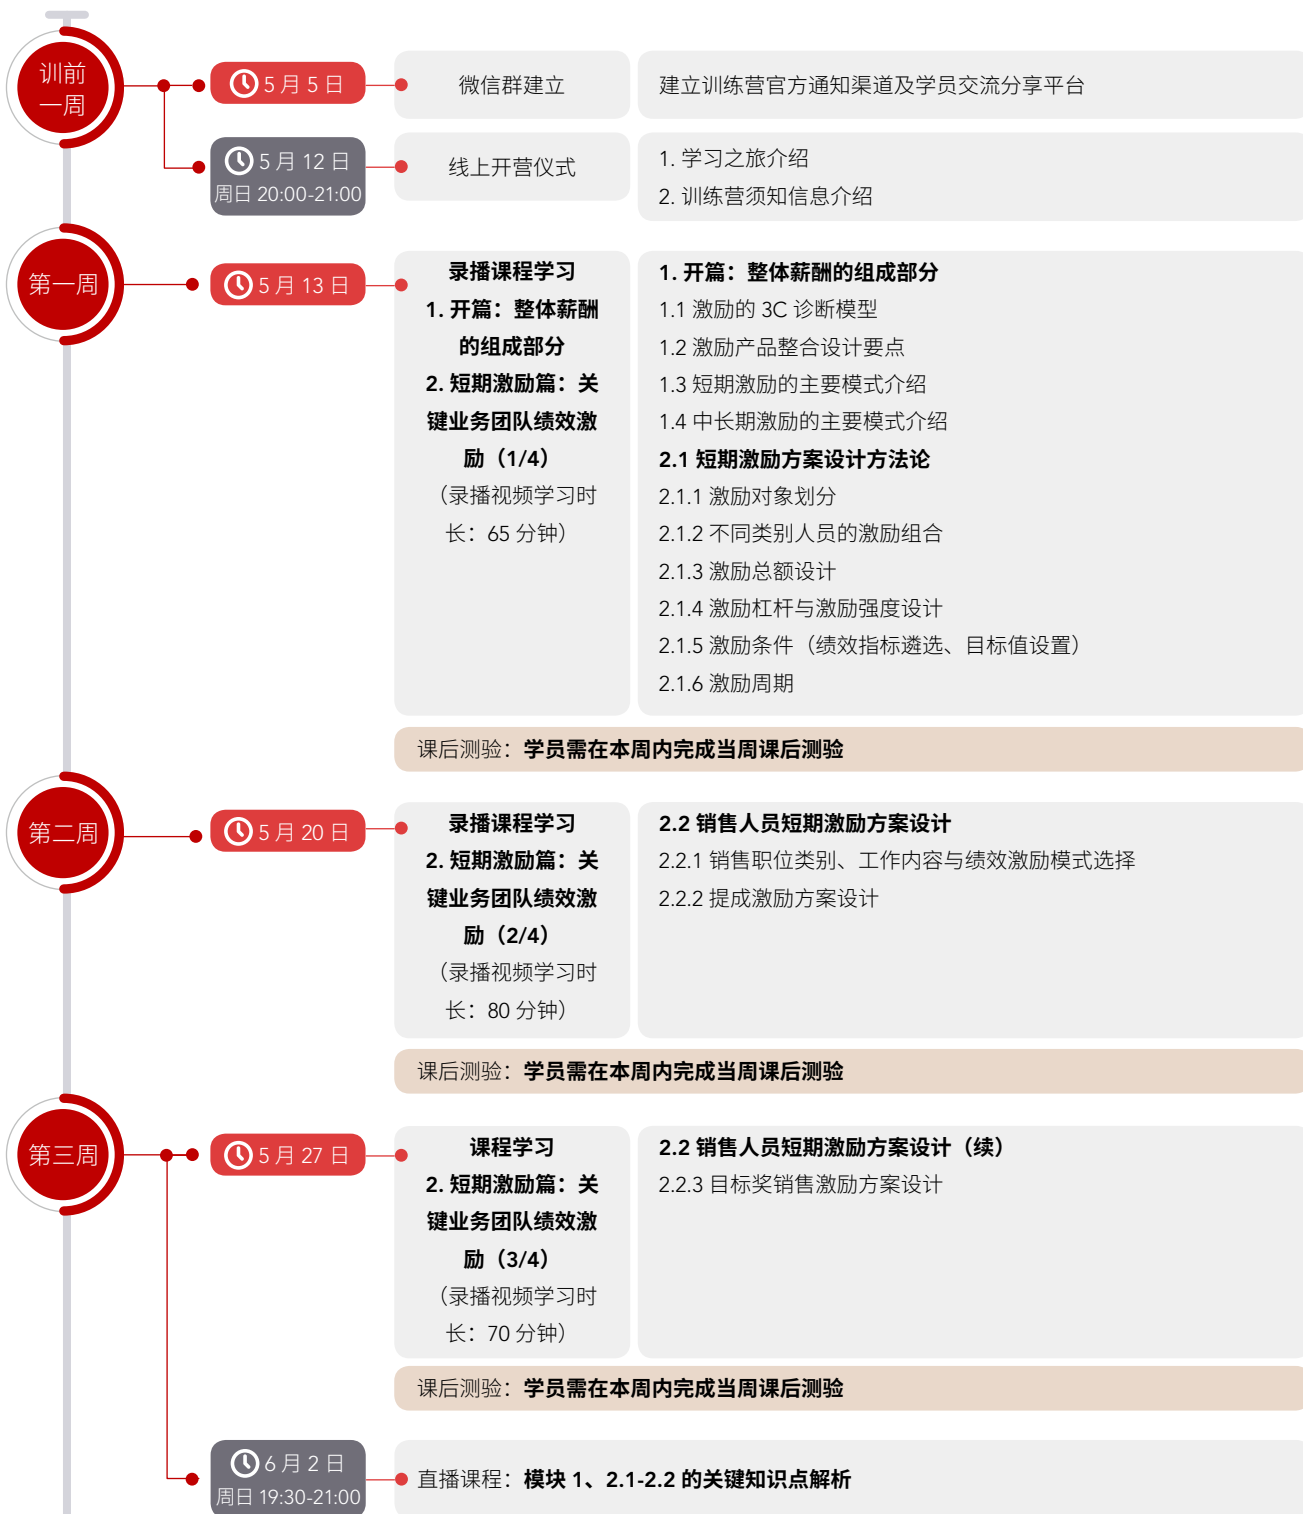 训前
一周
5 月 5 日
微信群建立
建立训练营官方通知渠道及学员交流分享平台
5 月 12 日
周日 20:00-21:00
线上开营仪式
1. 学习之旅介绍
2. 训练营须知信息介绍
第一周
5 月 13 日
录播课程学习
1. 开篇：整体薪酬
的组成部分
2. 短期激励篇：关
键业务团队绩效激
励（1/4）
（录播视频学习时
长：65 分钟）
1. 开篇：整体薪酬的组成部分
1.1 激励的 3C 诊断模型
1.2 激励产品整合设计要点
1.3 短期激励的主要模式介绍
1.4 中长期激励的主要模式介绍
2.1 短期激励方案设计方法论
2.1.1 激励对象划分
2.1.2 不同类别人员的激励组合
2.1.3 激励总额设计
2.1.4 激励杠杆与激励强度设计
2.1.5 激励条件（绩效指标遴选、目标值设置）
2.1.6 激励周期
课后测验：学员需在本周内完成当周课后测验
第二周
5 月 20 日
录播课程学习
2. 短期激励篇：关
键业务团队绩效激
励（2/4）
（录播视频学习时
长：80 分钟）
2.2 销售人员短期激励方案设计
2.2.1 销售职位类别、工作内容与绩效激励模式选择
2.2.2 提成激励方案设计
课后测验：学员需在本周内完成当周课后测验
第三周
5 月 27 日
课程学习
2. 短期激励篇：关
键业务团队绩效激
励（3/4）
（录播视频学习时
长：70 分钟）
2.2 销售人员短期激励方案设计（续）
2.2.3 目标奖销售激励方案设计
课后测验：学员需在本周内完成当周课后测验
6 月 2 日
周日 19:30-21:00
直播课程：模块 1、2.1-2.2 的关键知识点解析